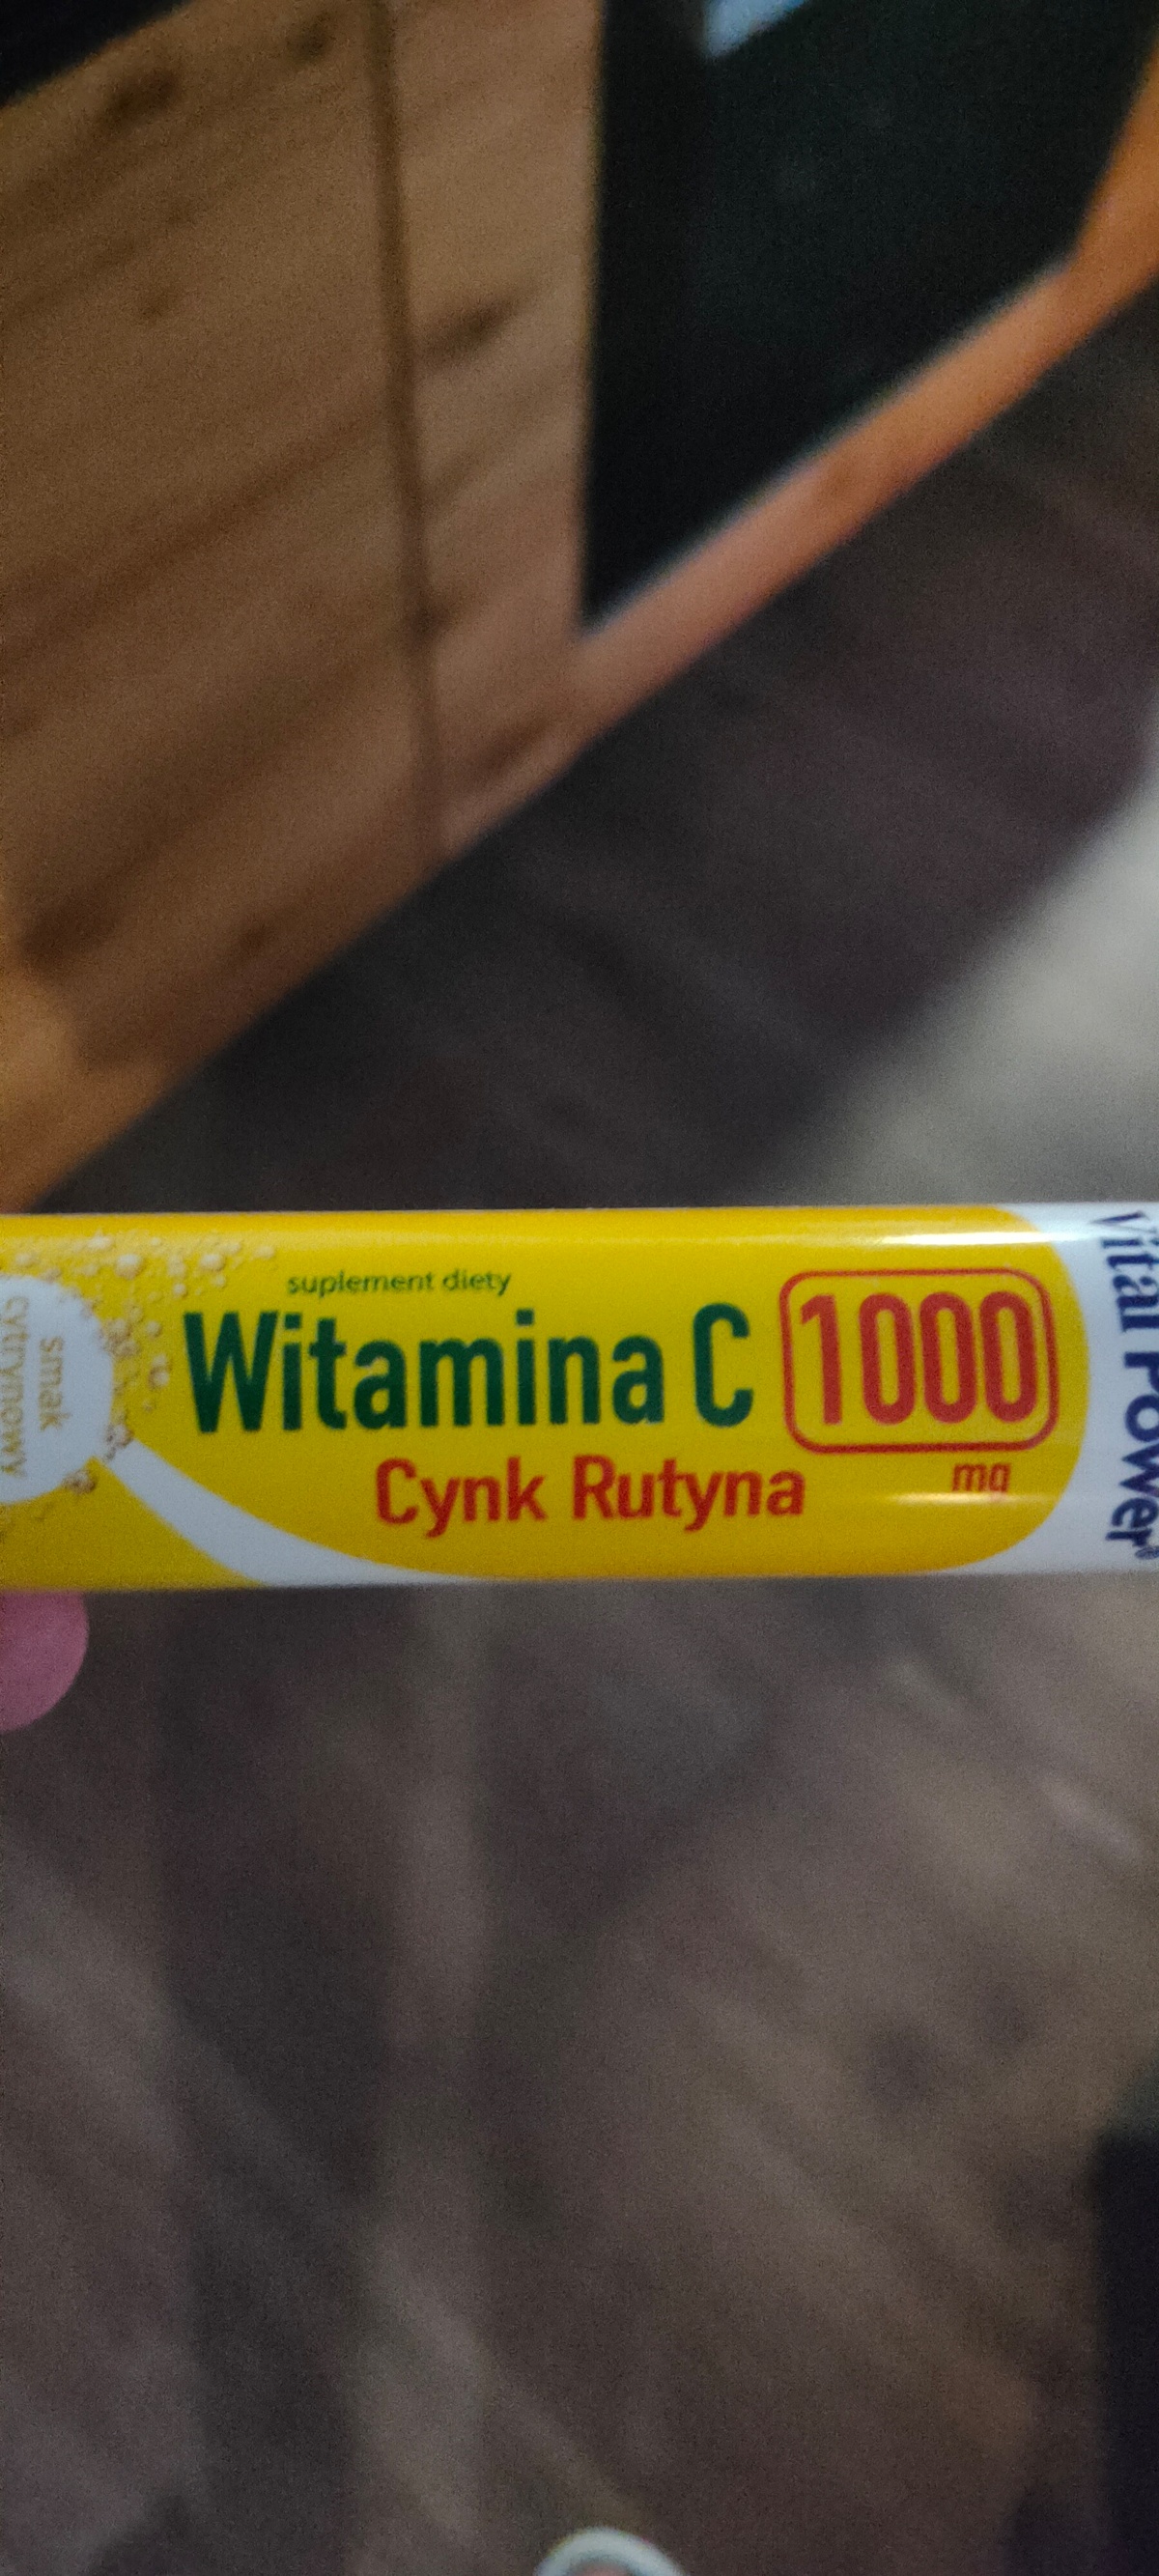 suplement diety
Witamina C 1000
mg
Cynk Rutyna
smak
cytrynowy
Vital Power®